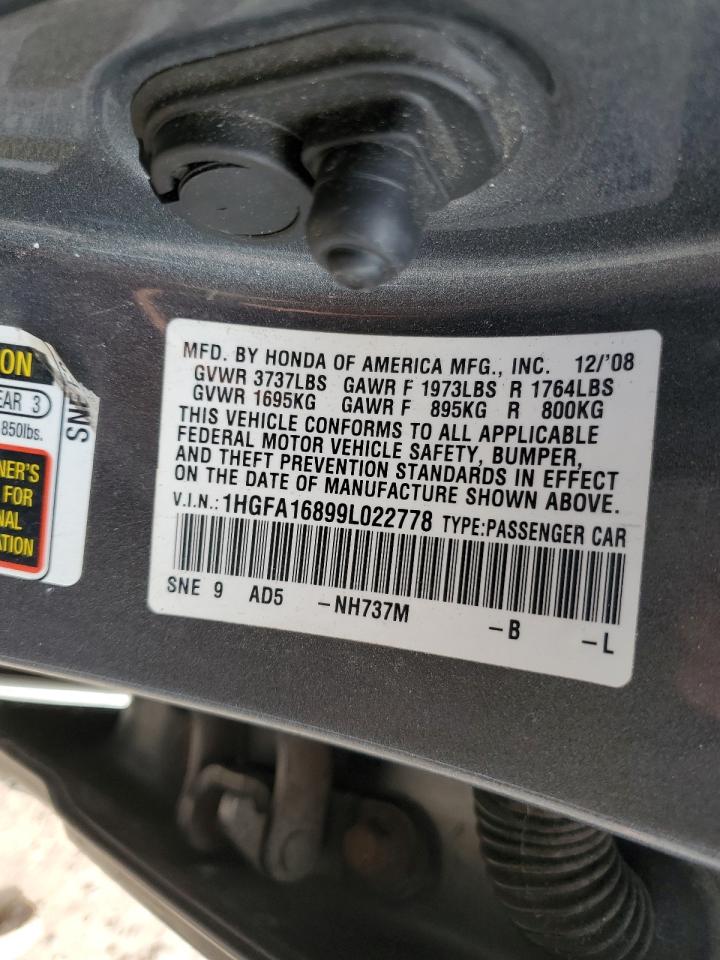 MFD. BY HONDA OF AMERICA MFG., INC. 12/'08
GVWR 3737LBS GAWR F 1973LBS R 1764LBS
GVWR 1695KG GAWR F 895KG R 800KG
THIS VEHICLE CONFORMS TO ALL APPLICABLE
FEDERAL MOTOR VEHICLE SAFETY, BUMPER,
AND THEFT PREVENTION STANDARDS IN EFFECT
ON THE DATE OF MANUFACTURE SHOWN ABOVE.
V.I.N.: 1HGFA16899L022778 TYPE:PASSENGER CAR
SNE 9 AD5 -NH737M -B -L
ION
EAR 3
850lbs.
NER'S
FOR
NAL
ATION
SNE